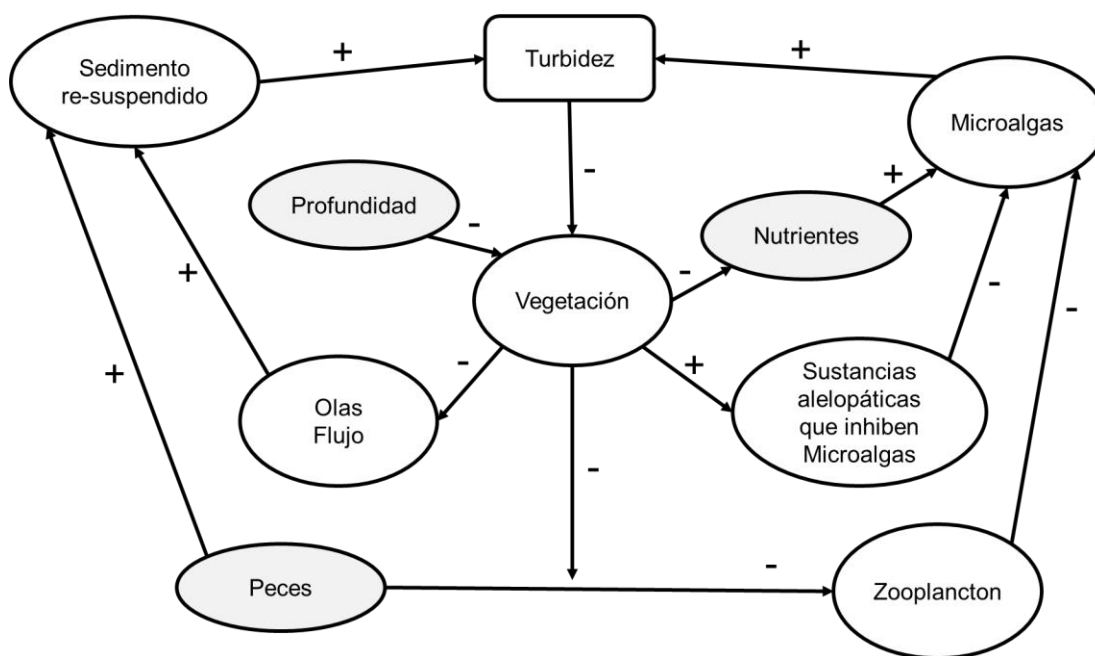 Sedimento
re-suspendido
+
Turbidez
+
Microalgas
-
Profundidad
-
+
Nutrientes
-
Vegetación
+
-
-
+
-
-
+
Olas
Flujo
Sustancias
alelopáticas
que inhiben
Microalgas
-
Peces
-
Zooplancton